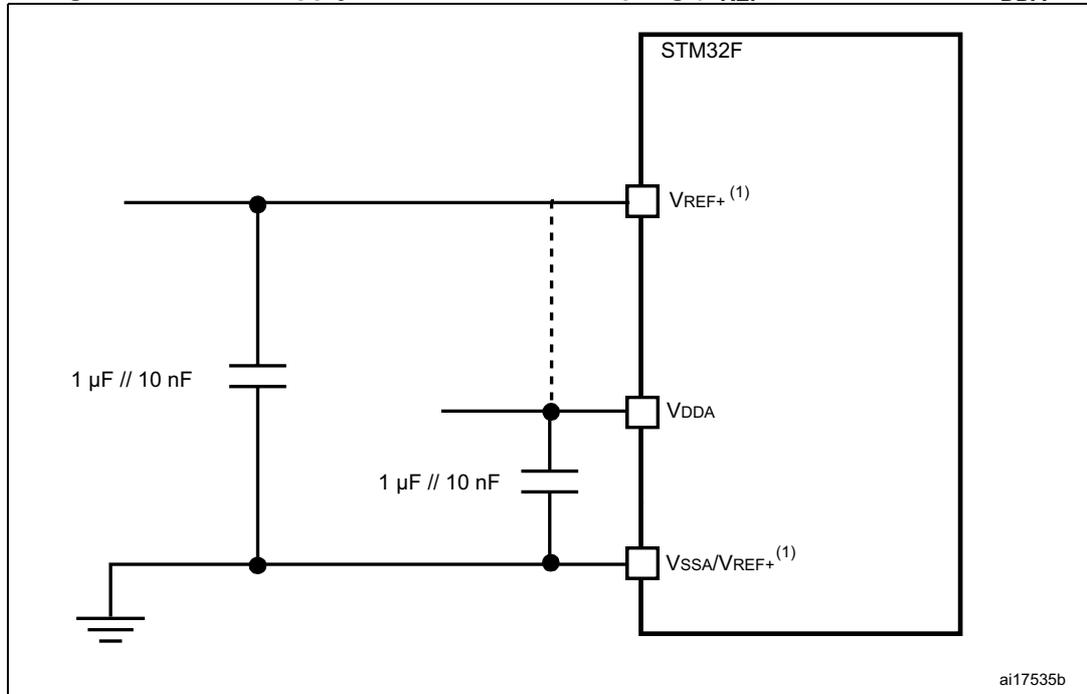 STM32F
VREF+ (1)
1 µF // 10 nF
VDDA
1 µF // 10 nF
VSSA/VREF+ (1)
ai17535b